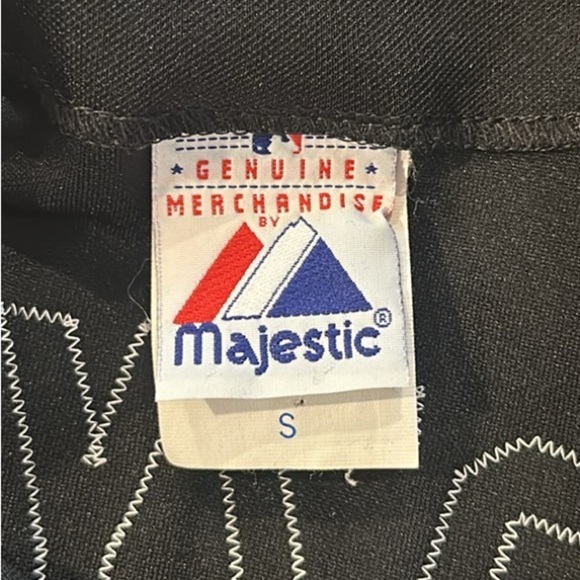 * GENUINE *
MERCHANDISE
BY
Majestic®
S